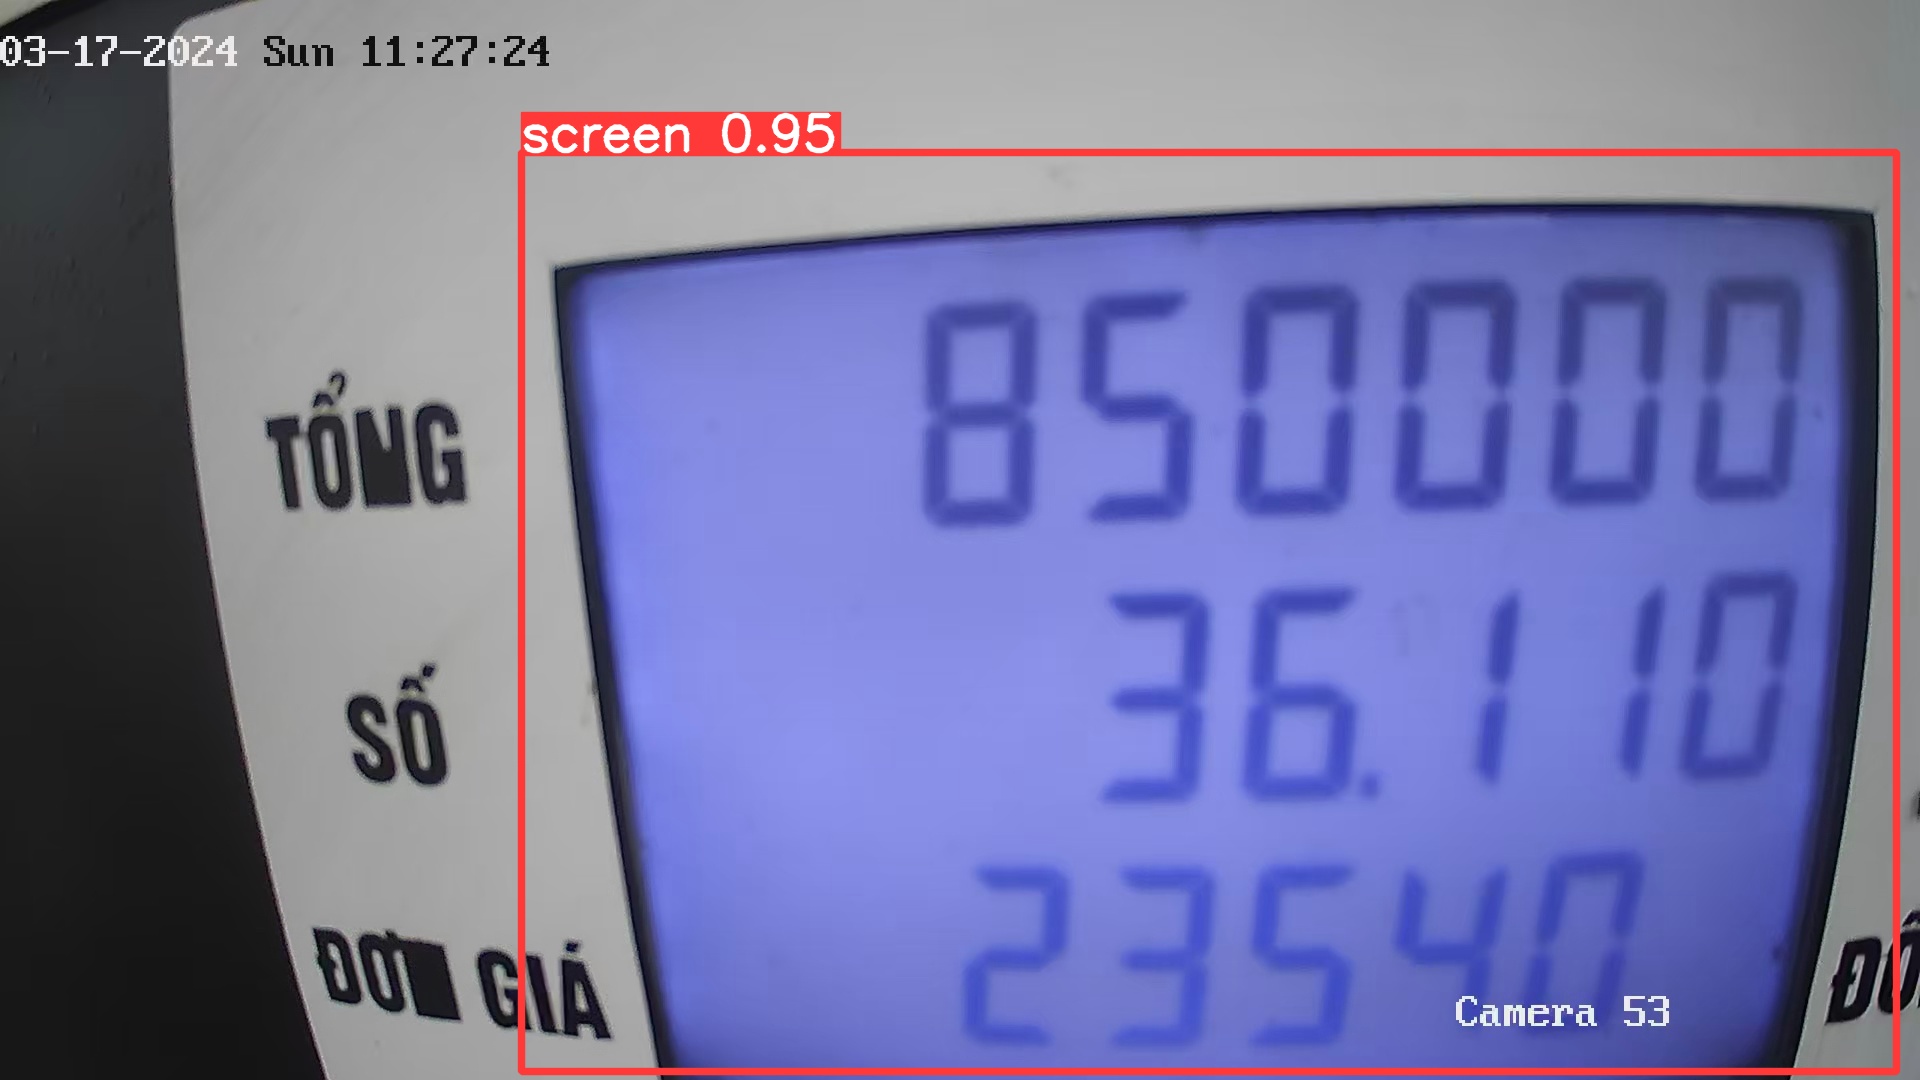 03-17-2024 Sun 11:27:24
screen 0.95
TỔNG 850000
SỐ 36.110
ĐƠN GIÁ 23540
Camera 53